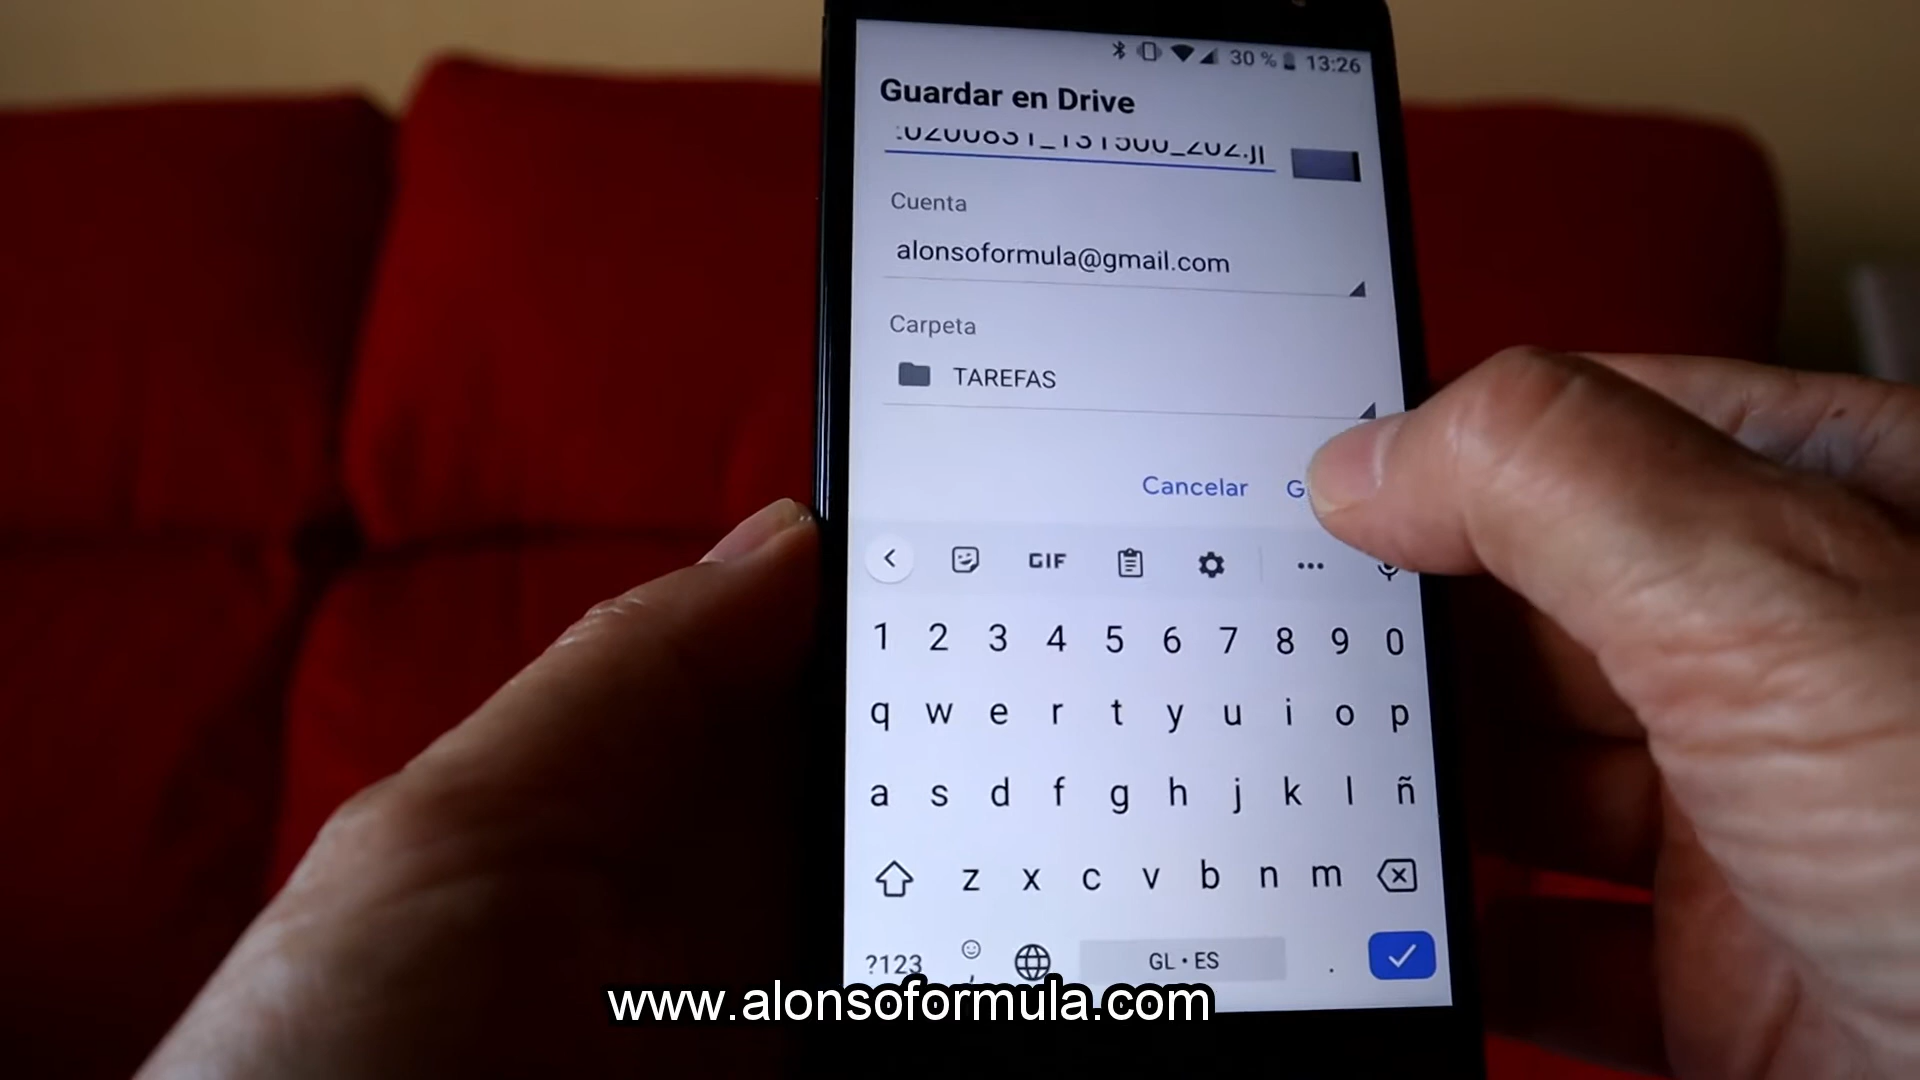 30 % 13:26
Guardar en Drive
Cuenta
alonsoformula@gmail.com
Carpeta
TAREFAS
Cancelar
GIF
1 2 3 4 5 6 7 8 9 0
q w e r t y u i o p
a s d f g h j k l ñ
z x c v b n m
?123 GL • ES .
www.alonsoformula.com